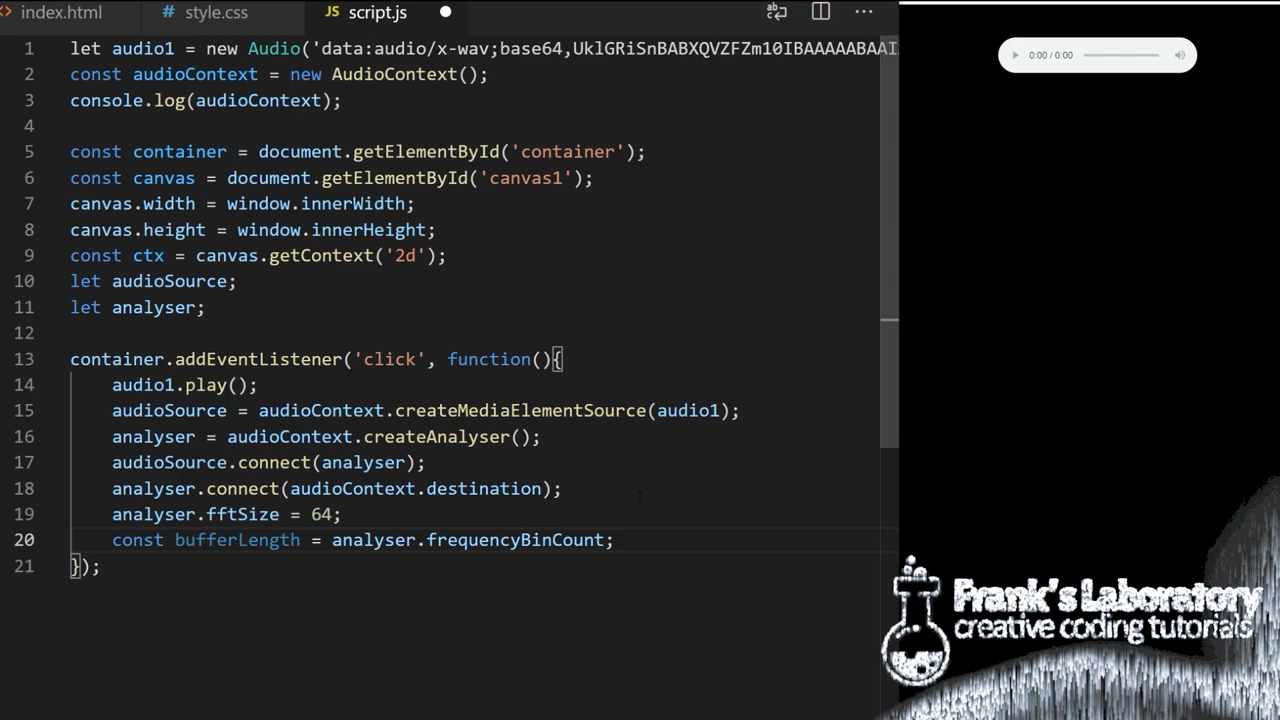 index.html
# style.css
JS script.js
1 let audio1 = new Audio('data:audio/x-wav;base64,UklGRiSnBABXQVZFZm10IBAAAAABAAI
2 const audioContext = new AudioContext();
3 console.log(audioContext);
4
5 const container = document.getElementById('container');
6 const canvas = document.getElementById('canvas1');
7 canvas.width = window.innerWidth;
8 canvas.height = window.innerHeight;
9 const ctx = canvas.getContext('2d');
10 let audioSource;
11 let analyser;
12
13 container.addEventListener('click', function(){
14 audio1.play();
15 audioSource = audioContext.createMediaElementSource(audio1);
16 analyser = audioContext.createAnalyser();
17 audioSource.connect(analyser);
18 analyser.connect(audioContext.destination);
19 analyser.fftSize = 64;
20 const bufferLength = analyser.frequencyBinCount;
21 });
0:00 / 0:00
Frank's Laboratory
creative coding tutorials